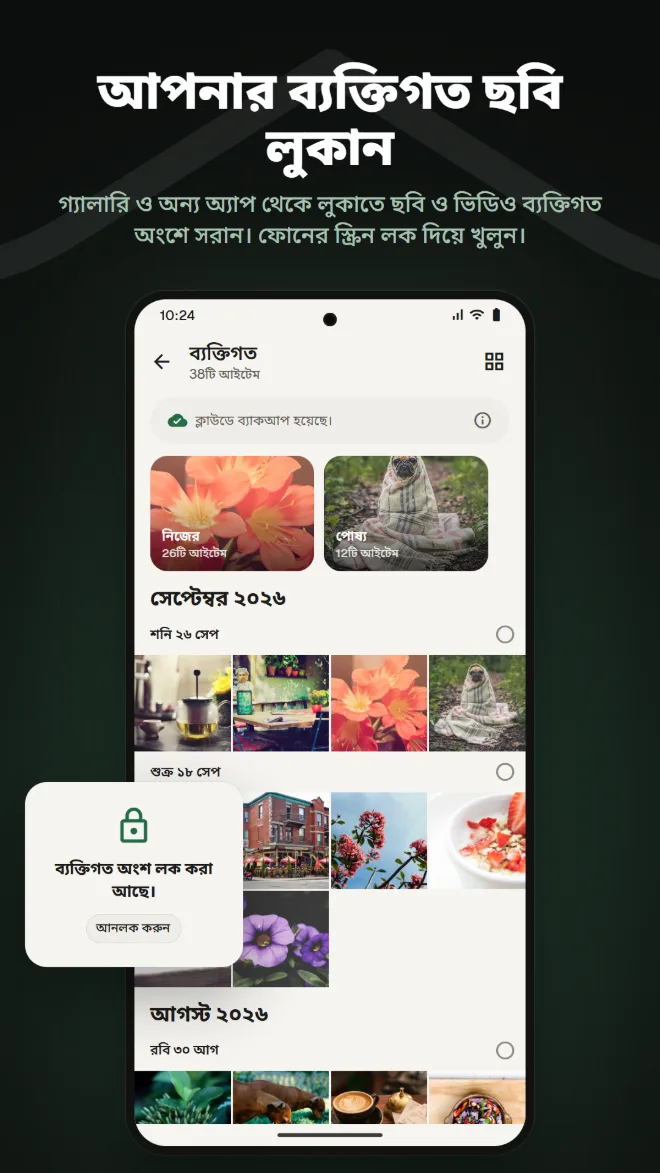 আপনার ব্যক্তিগত ছবি
লুকান
গ্যালারি ও অন্য অ্যাপ থেকে লুকাতে ছবি ও ভিডিও ব্যক্তিগত
অংশে সরান। ফোনের স্ক্রিন লক দিয়ে খুলুন।
10:24
ব্যক্তিগত
38টি আইটেম
ক্লাউডে ব্যাকআপ হয়েছে।
নিজের
26টি আইটেম
পোষ্য
12টি আইটেম
সেপ্টেম্বর ২০২৬
শনি ২৬ সেপ
শুক্র ১৮ সেপ
ব্যক্তিগত অংশ লক করা
আছে।
আনলক করুন
আগস্ট ২০২৬
রবি ৩০ আগ